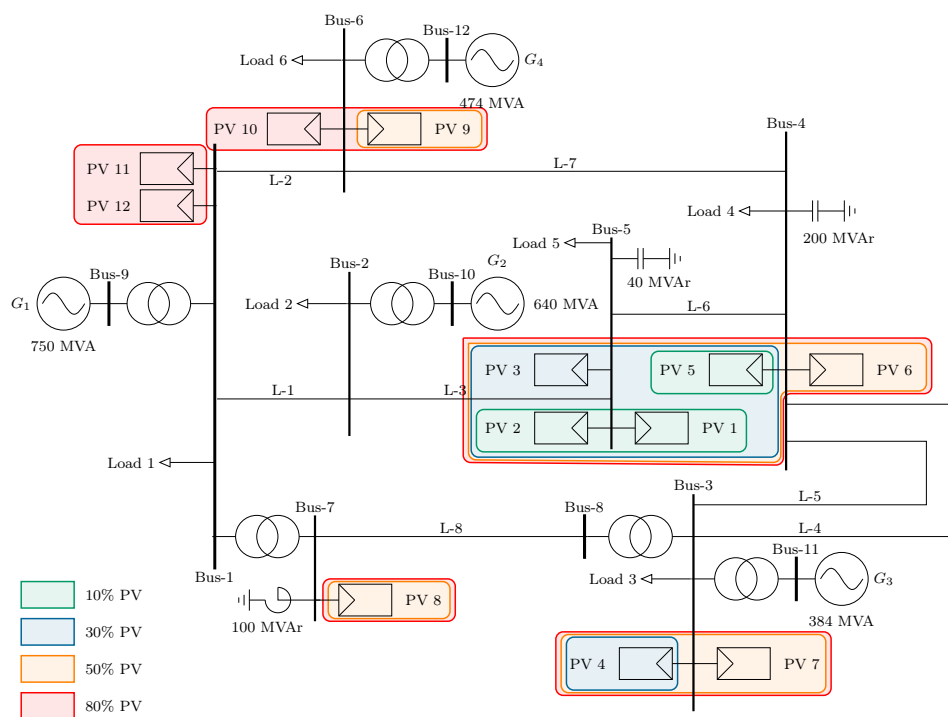 Bus-6
Bus-12
Load 6
G4
474 MVA
PV 10
PV 9
Bus-4
PV 11
L-2
L-7
PV 12
Load 4
200 MVAr
Bus-5
Load 5
40 MVAr
Bus-9
G1
750 MVA
Bus-2
Load 2
Bus-10
G2
640 MVA
L-6
PV 3
PV 5
PV 6
L-1
L-3
PV 2
PV 1
Load 1
Bus-3
L-5
Bus-7
L-8
Bus-8
L-4
Bus-11
Bus-1
Load 3
G3
384 MVA
100 MVAr
PV 8
PV 4
PV 7
10% PV
30% PV
50% PV
80% PV